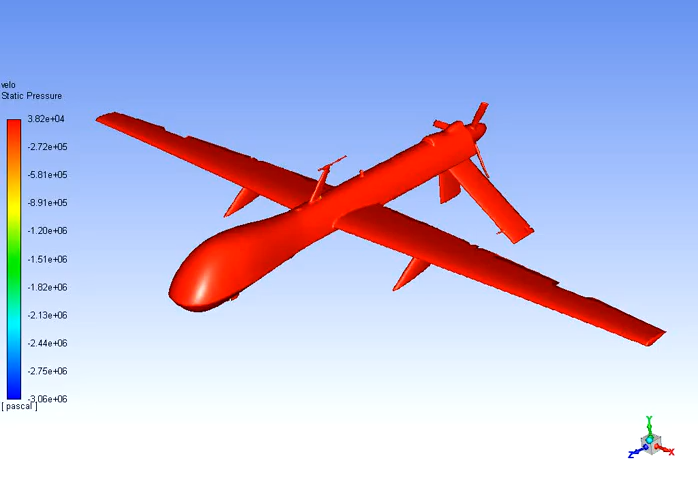 velo
Static Pressure
3.82e+04
-2.72e+05
-5.81e+05
-8.91e+05
-1.20e+06
-1.51e+06
-1.82e+06
-2.13e+06
-2.44e+06
-2.75e+06
-3.06e+06
[ pascal ]
Y
Z
X